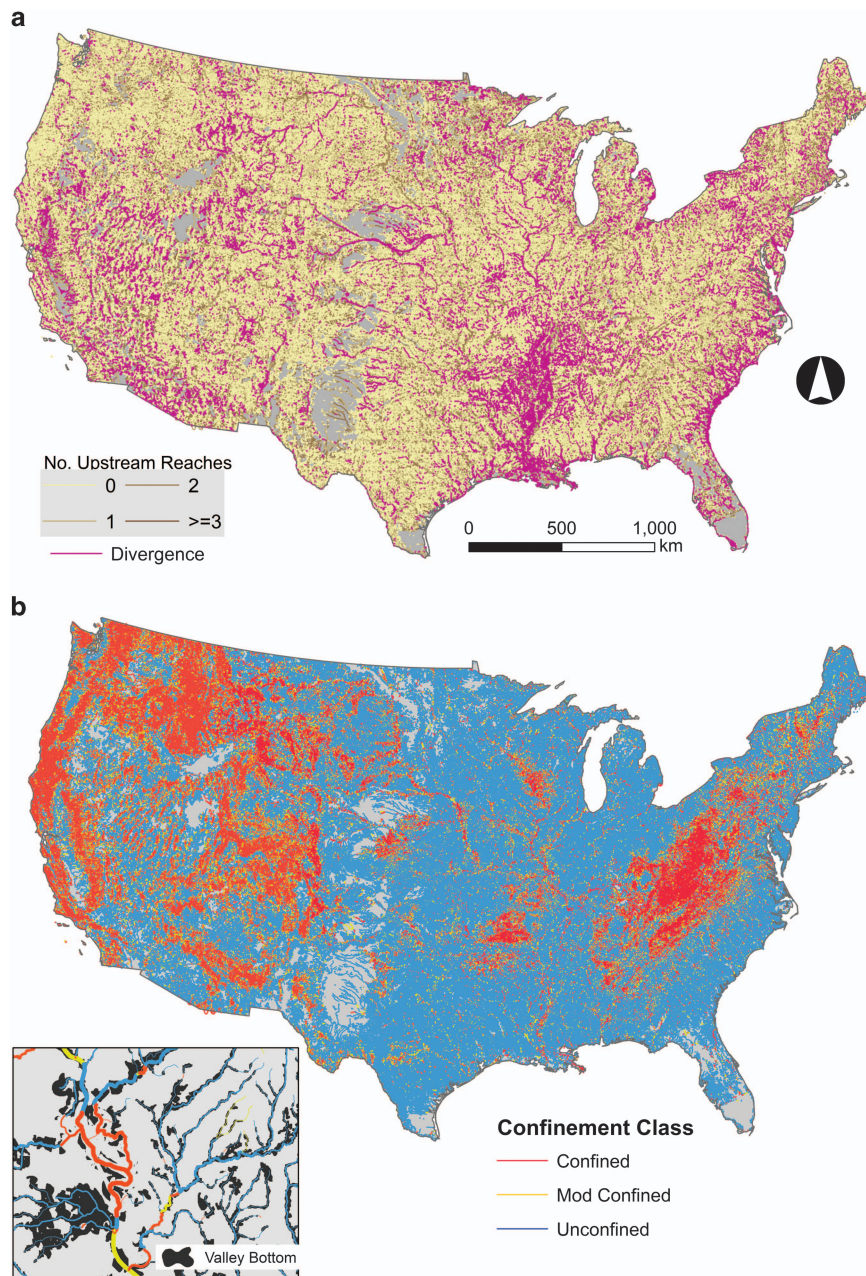 a
No. Upstream Reaches
0 2
1 >=3
Divergence
0 500 1,000
km
b
Confinement Class
Confined
Mod Confined
Unconfined
Valley Bottom